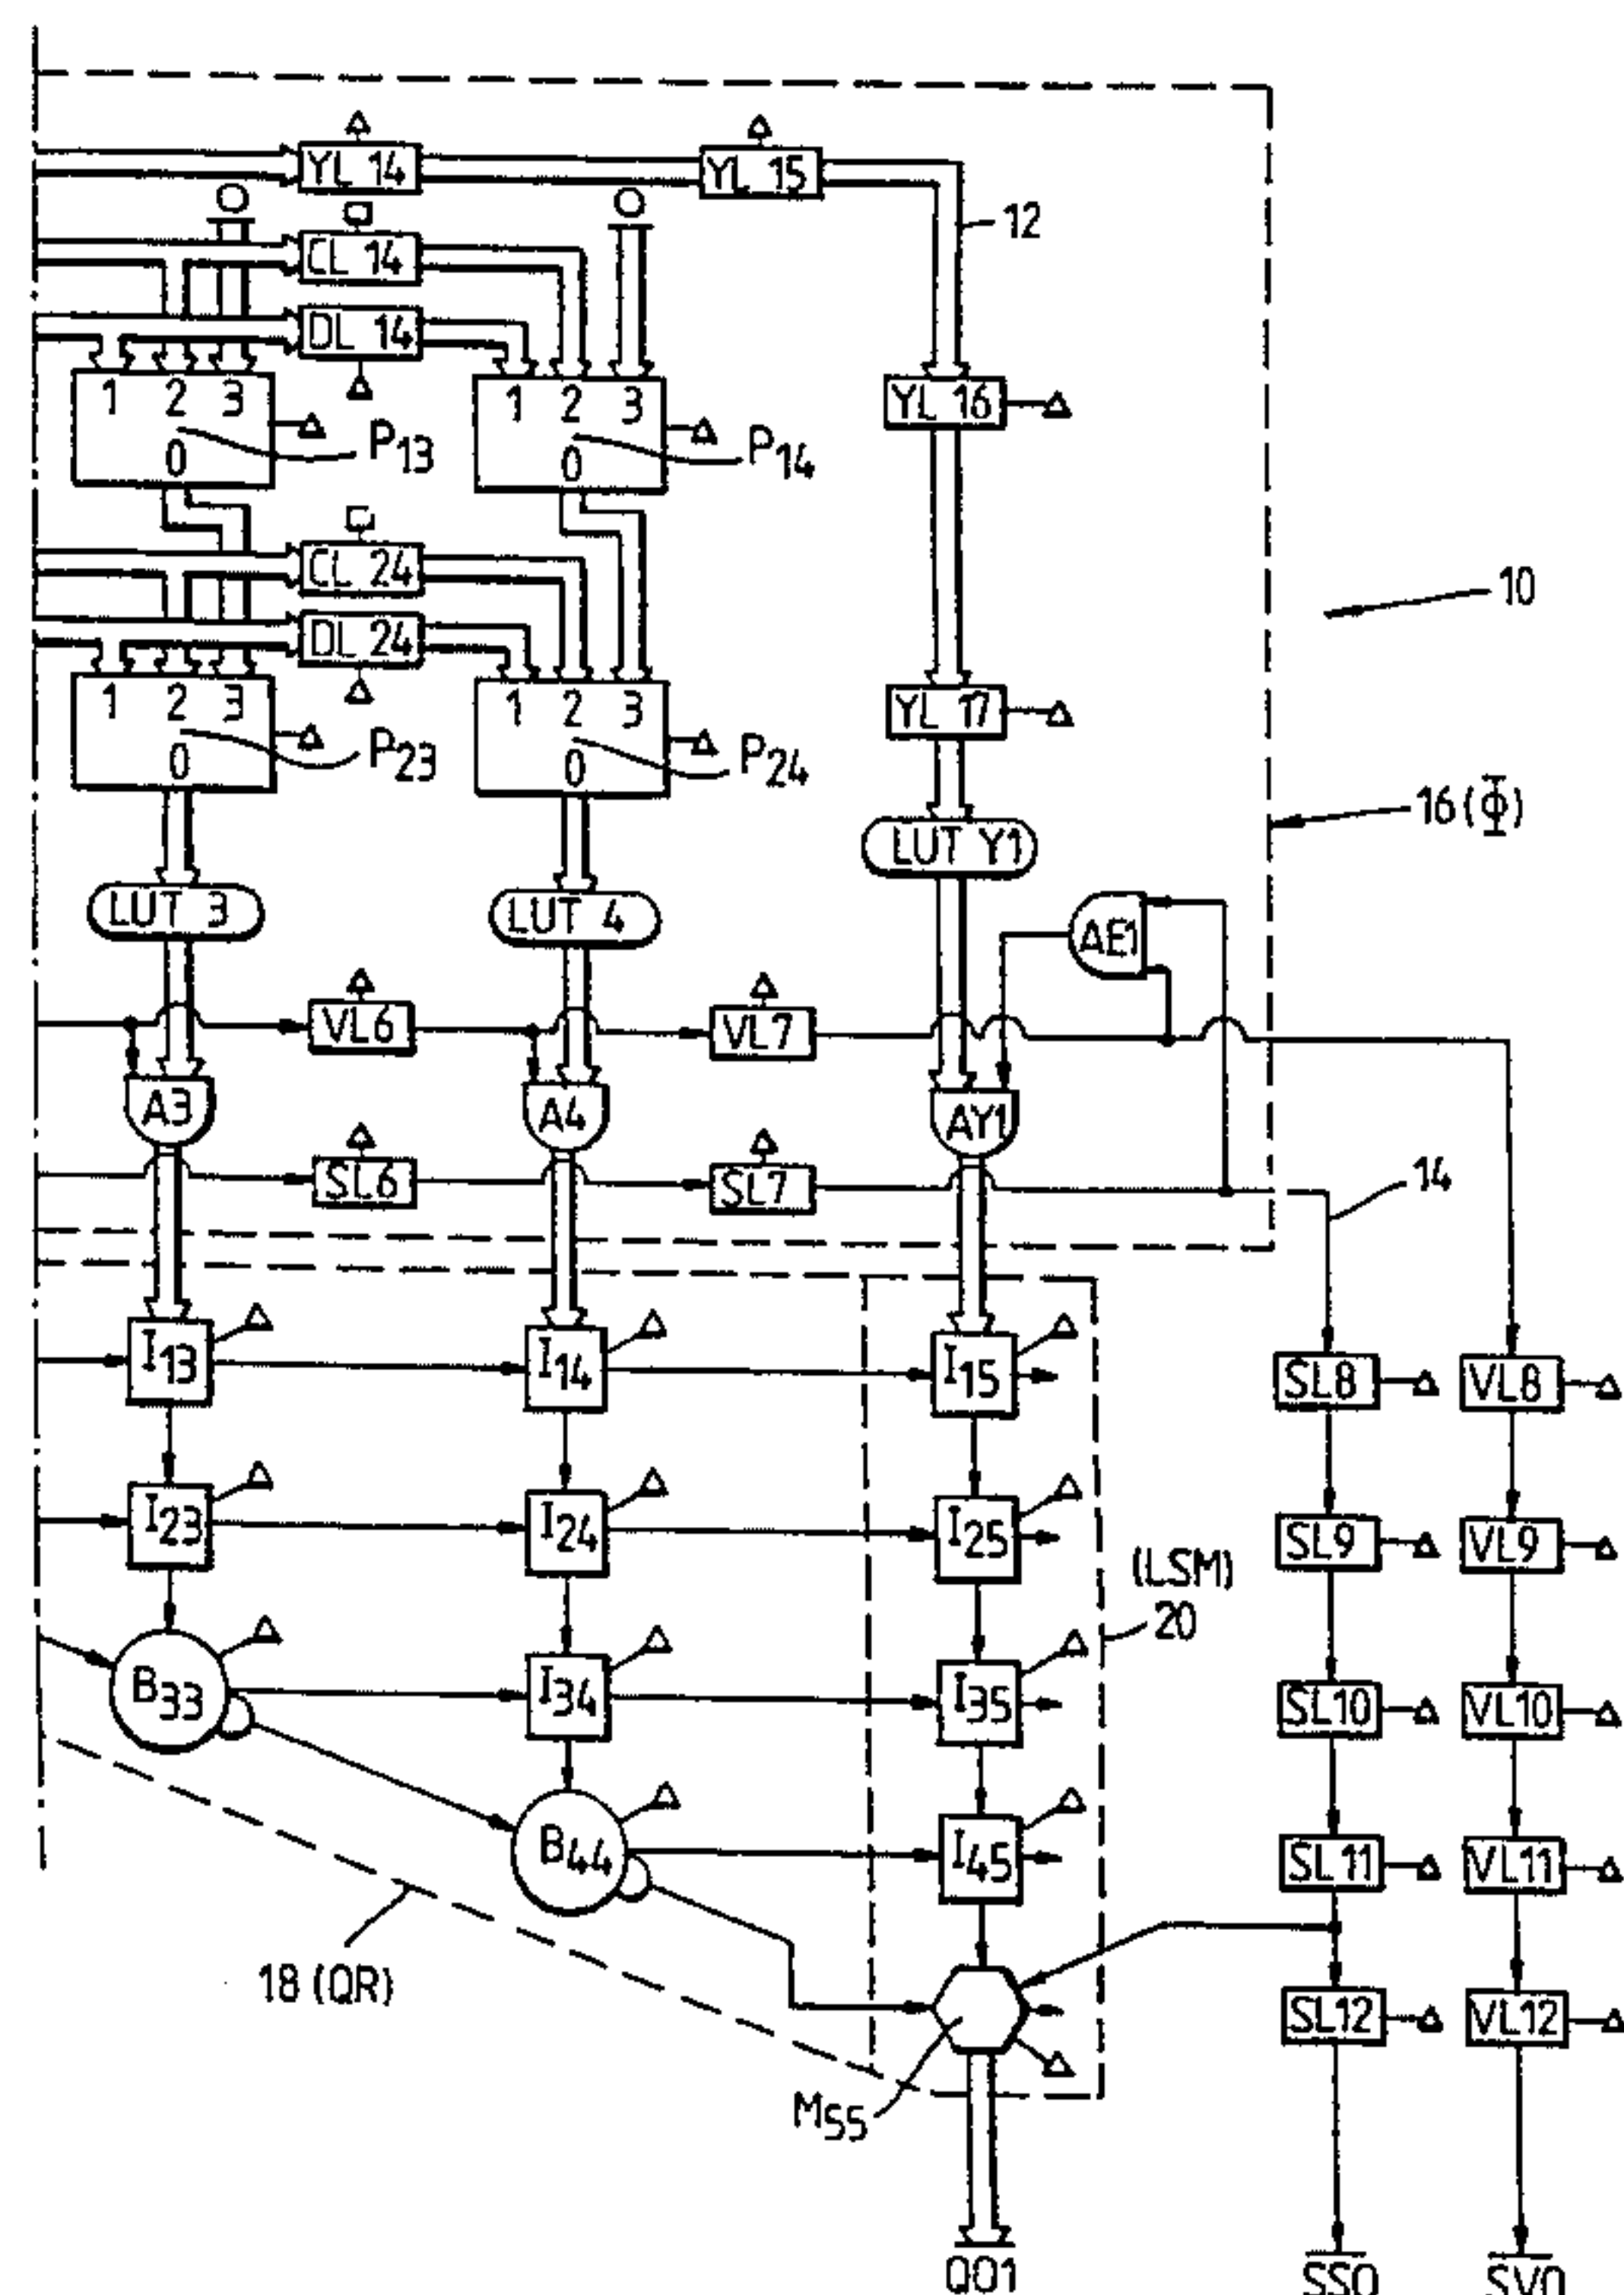 YL 14
YL 15
O
O
12
CL 14
DL 14
1 2 3
0
P13
1 2 3
0
P14
YL 16
CL 24
DL 24
10
1 2 3
0
P23
1 2 3
0
P24
YL 17
16 (Φ)
LUT 3
LUT 4
LUT Y1
AE1
VL6
VL7
A3
A4
AY1
SL6
SL7
14
I13
I14
I15
SL8
VL8
I23
I24
I25
SL9
VL9
(LSM)
20
B33
I34
I35
SL10
VL10
B44
I45
SL11
VL11
18 (QR)
SL12
VL12
M55
QO1
SSO
SVO